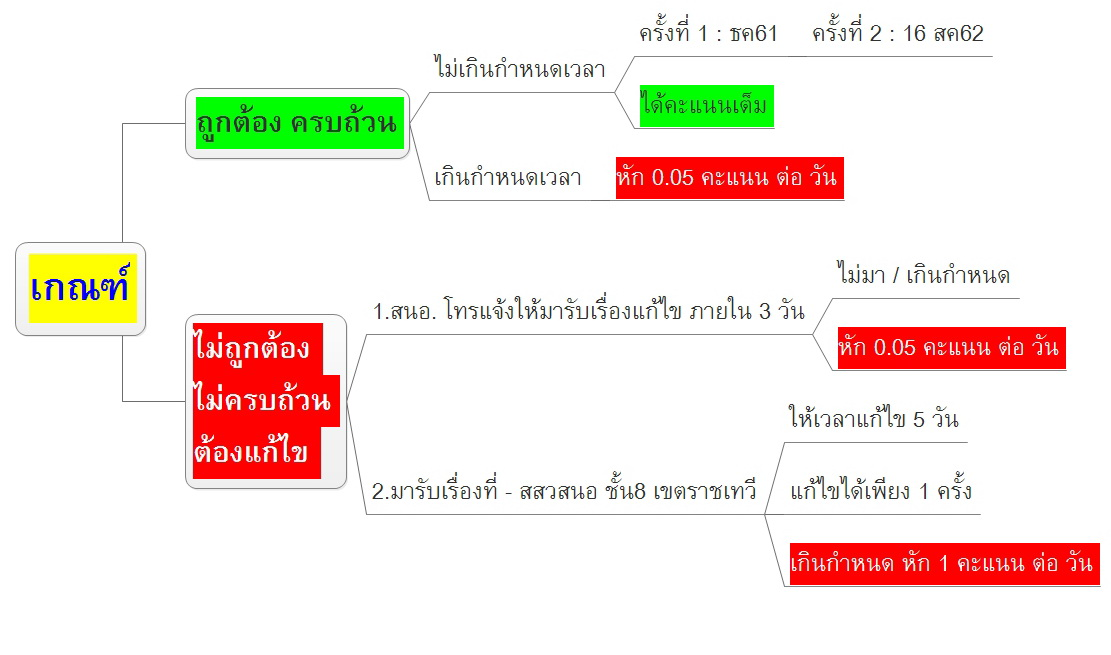 เกณฑ์
ถูกต้อง ครบถ้วน
ไม่เกินกำหนดเวลา
ครั้งที่ 1 : ธค61
ครั้งที่ 2 : 16 สค62
ได้คะแนนเต็ม
เกินกำหนดเวลา
หัก 0.05 คะแนน ต่อ วัน
ไม่ถูกต้อง
ไม่ครบถ้วน
ต้องแก้ไข
1.สนอ. โทรแจ้งให้มารับเรื่องแก้ไข ภายใน 3 วัน
ไม่มา / เกินกำหนด
หัก 0.05 คะแนน ต่อ วัน
2.มารับเรื่องที่ - สสวสนอ ชั้น8 เขตราชเทวี
ให้เวลาแก้ไข 5 วัน
แก้ไขได้เพียง 1 ครั้ง
เกินกำหนด หัก 1 คะแนน ต่อ วัน